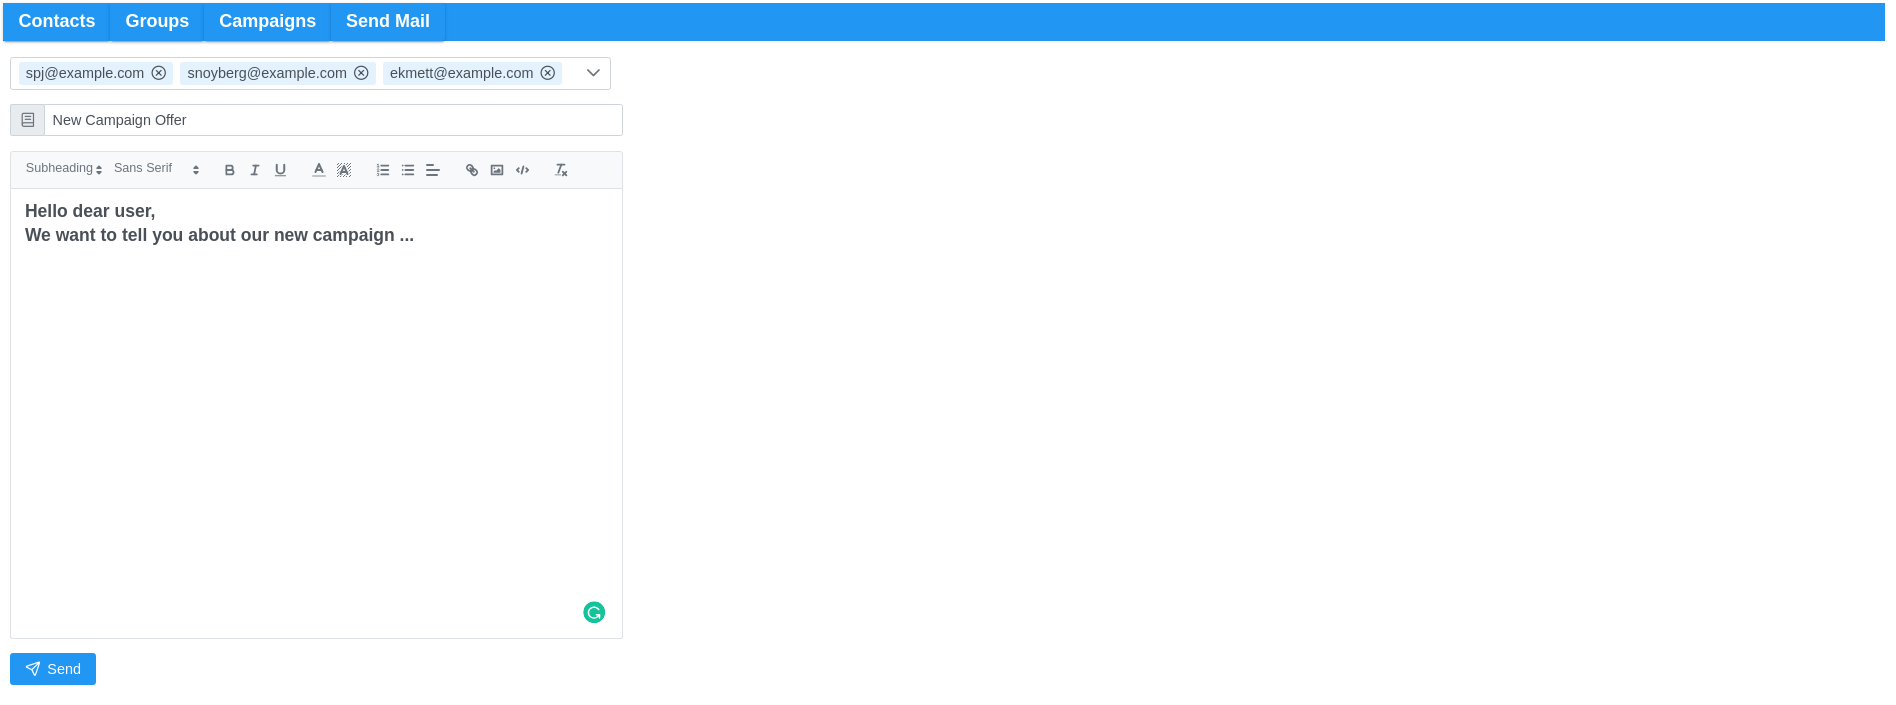 Contacts Groups Campaigns Send Mail
spj@example.com snoyberg@example.com ekmett@example.com
New Campaign Offer
Subheading Sans Serif
Hello dear user,
We want to tell you about our new campaign ...
Send